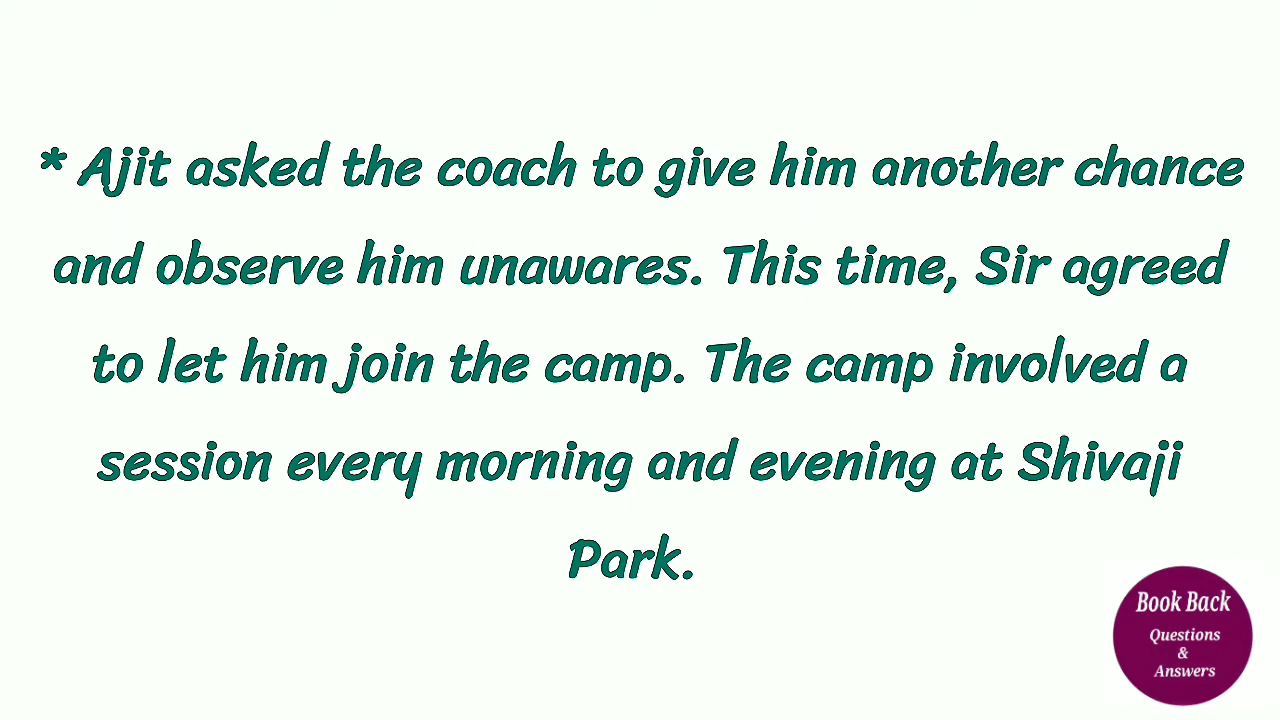 * Ajit asked the coach to give him another chance
and observe him unawares. This time, Sir agreed
to let him join the camp. The camp involved a
session every morning and evening at Shivaji
Park.
Book Back
Questions
&
Answers